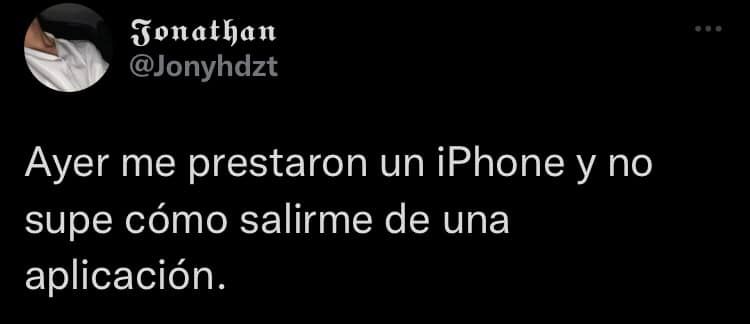 𝕵𝖔𝖓𝖆𝖙𝖍𝖆𝖓
@Jonyhdzt
Ayer me prestaron un iPhone y no
supe cómo salirme de una
aplicación.